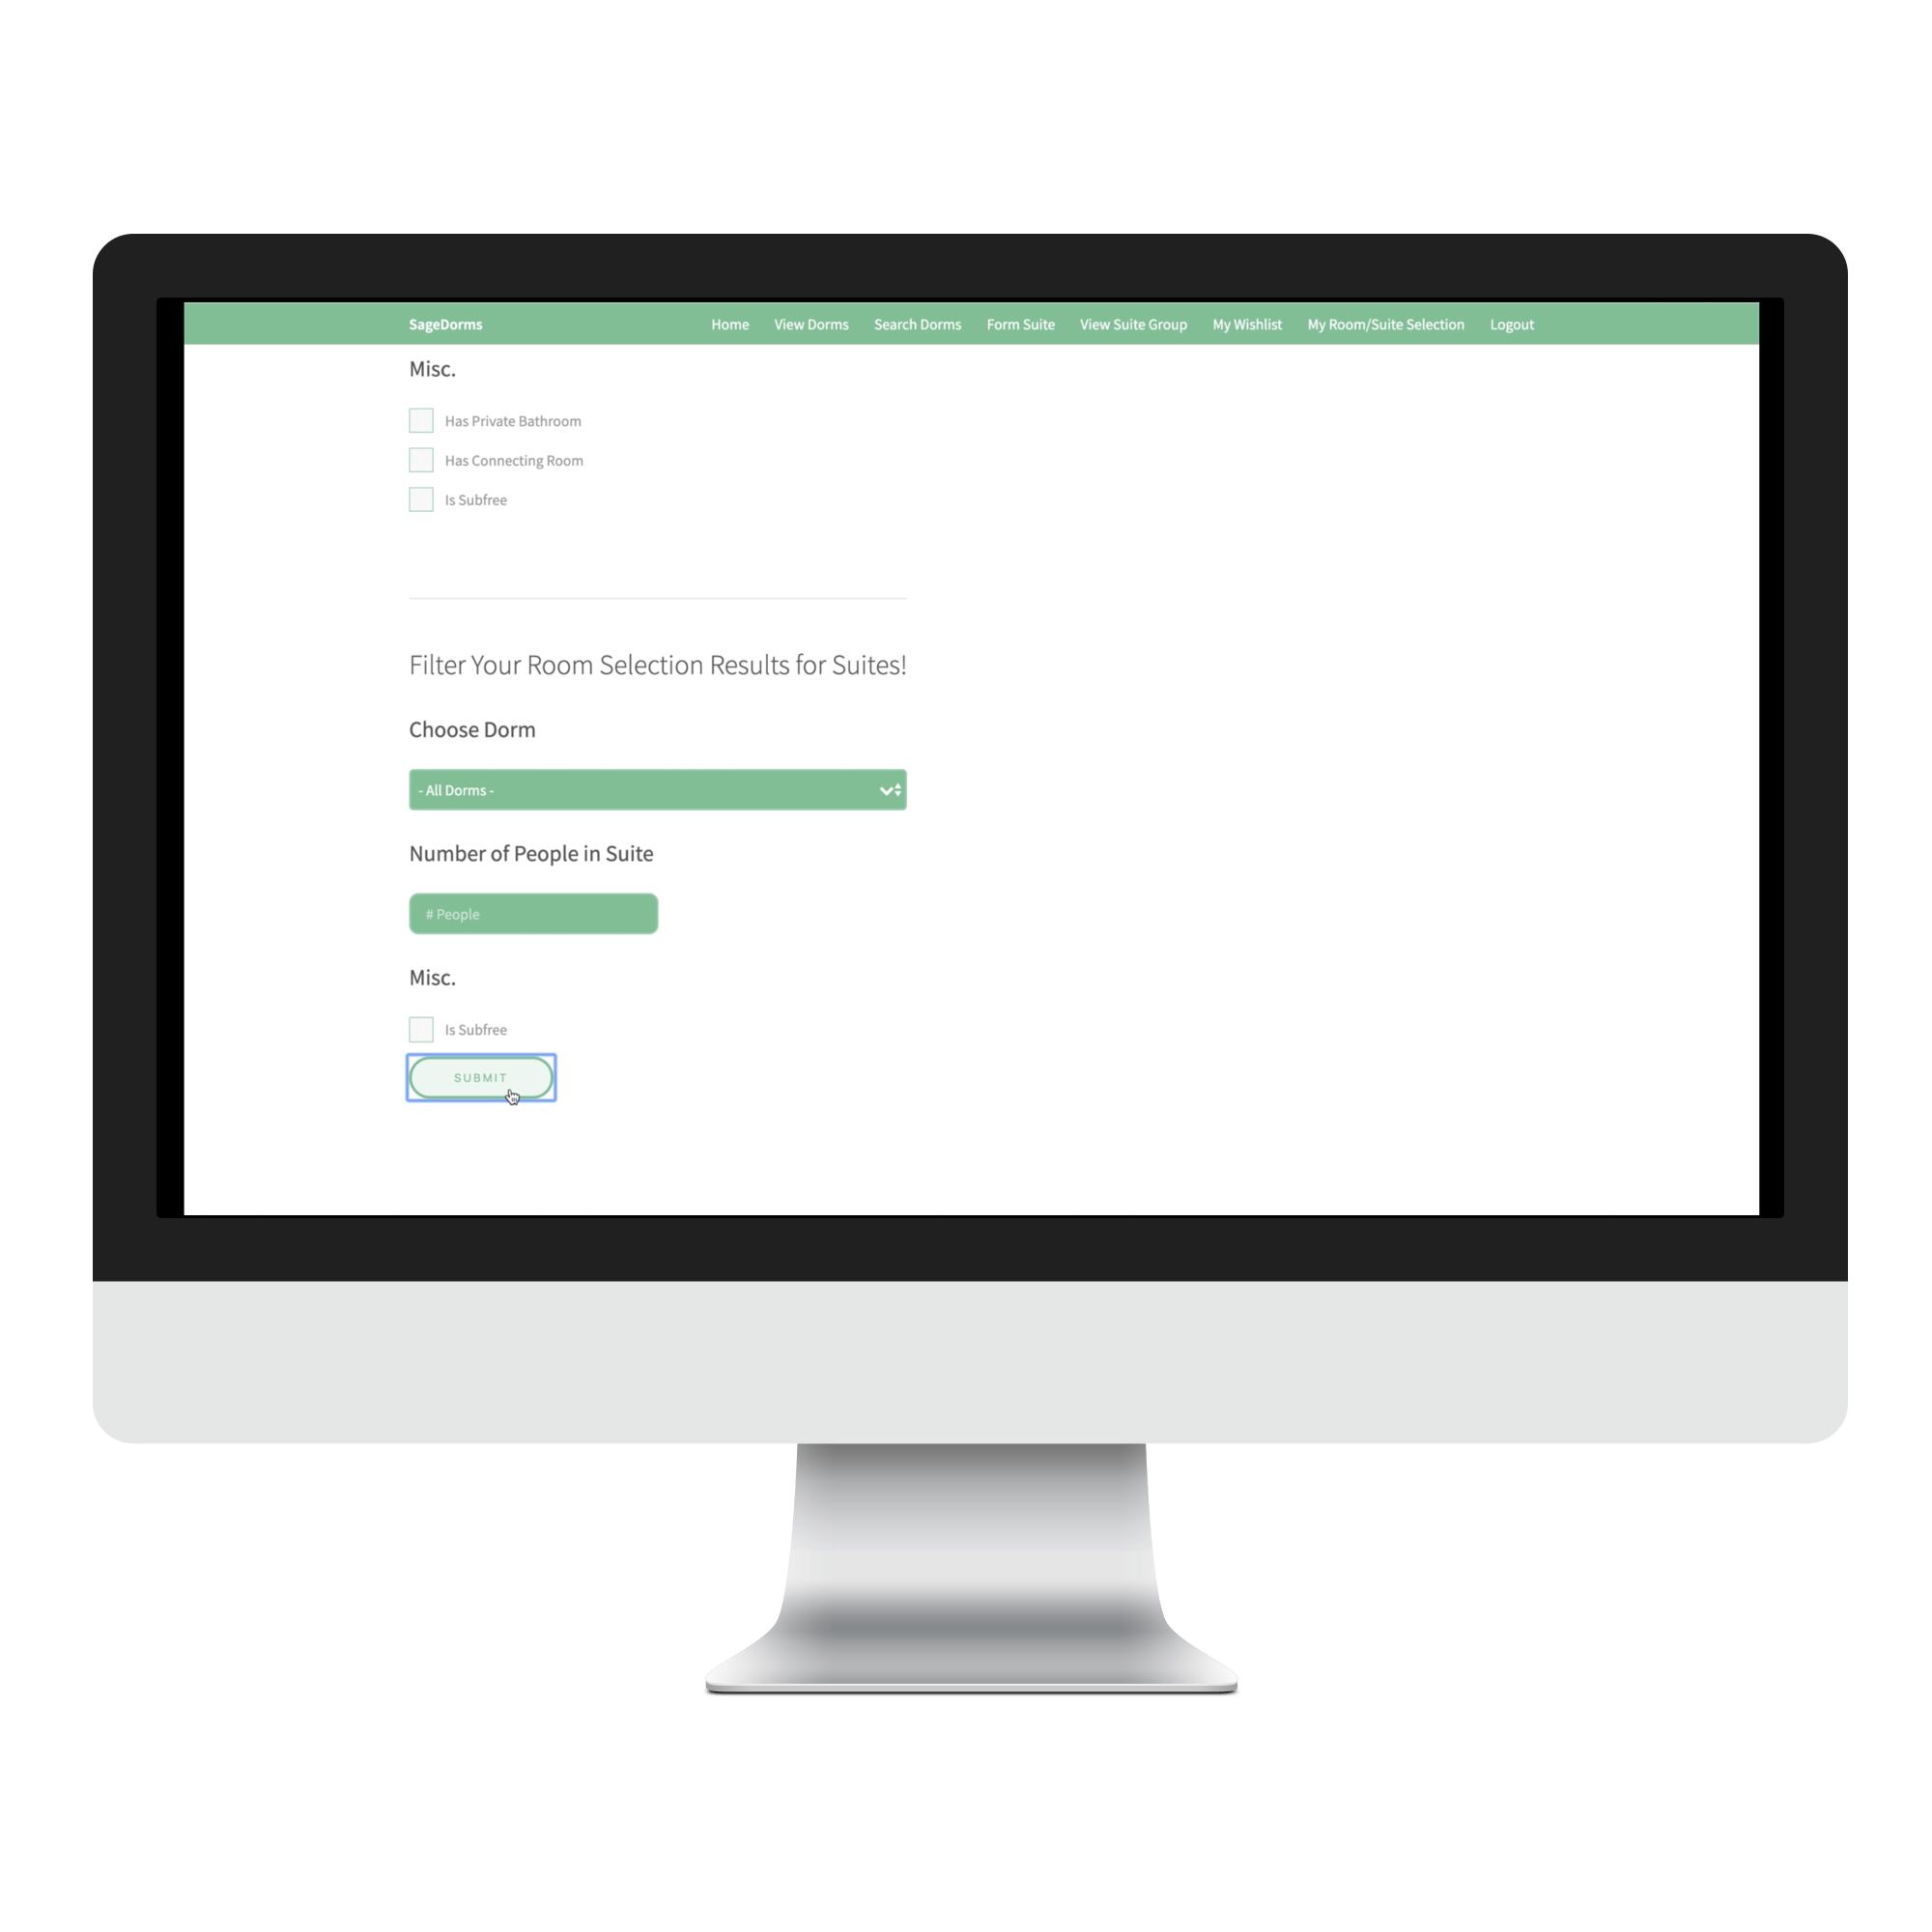 SageDorms Home View Dorms Search Dorms Form Suite View Suite Group My Wishlist My Room/Suite Selection Logout
Misc.
Has Private Bathroom
Has Connecting Room
Is Subfree
Filter Your Room Selection Results for Suites!
Choose Dorm
- All Dorms -
Number of People in Suite
# People
Misc.
Is Subfree
SUBMIT